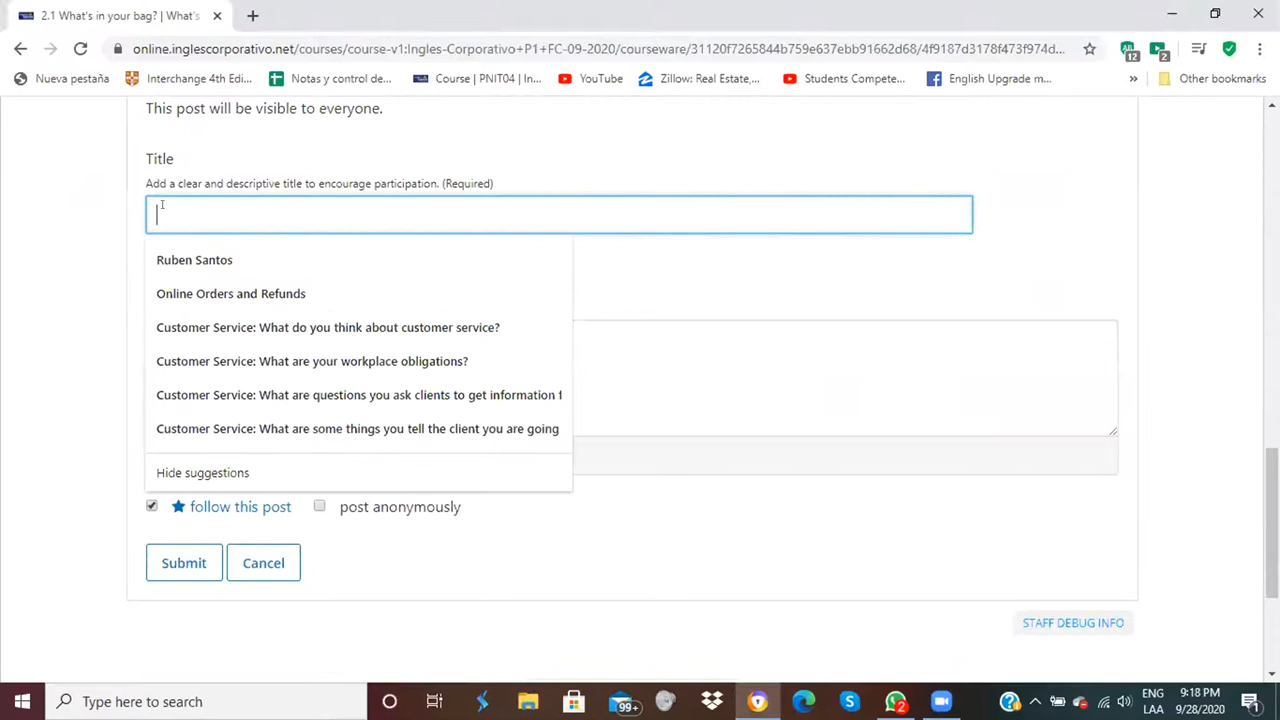 2.1 What's in your bag? | What's
online.inglescorporativo.net/courses/course-v1:Ingles-Corporativo+P1+FC-09-2020/courseware/31120f7265844b759e637ebb91662d68/4f9187d3178f473f974d...
12
2
Nueva pestaña
Interchange 4th Edi...
Notas y control de...
Course | PNIT04 | In...
YouTube
Zillow: Real Estate,...
Students Compete...
English Upgrade m...
»
Other bookmarks
This post will be visible to everyone.
Title
Add a clear and descriptive title to encourage participation. (Required)
Ruben Santos
Online Orders and Refunds
Customer Service: What do you think about customer service?
Customer Service: What are your workplace obligations?
Customer Service: What are questions you ask clients to get information f
Customer Service: What are some things you tell the client you are going
Hide suggestions
follow this post
post anonymously
Submit
Cancel
STAFF DEBUG INFO
Type here to search
99+
2
ENG
LAA
9:18 PM
9/28/2020
1